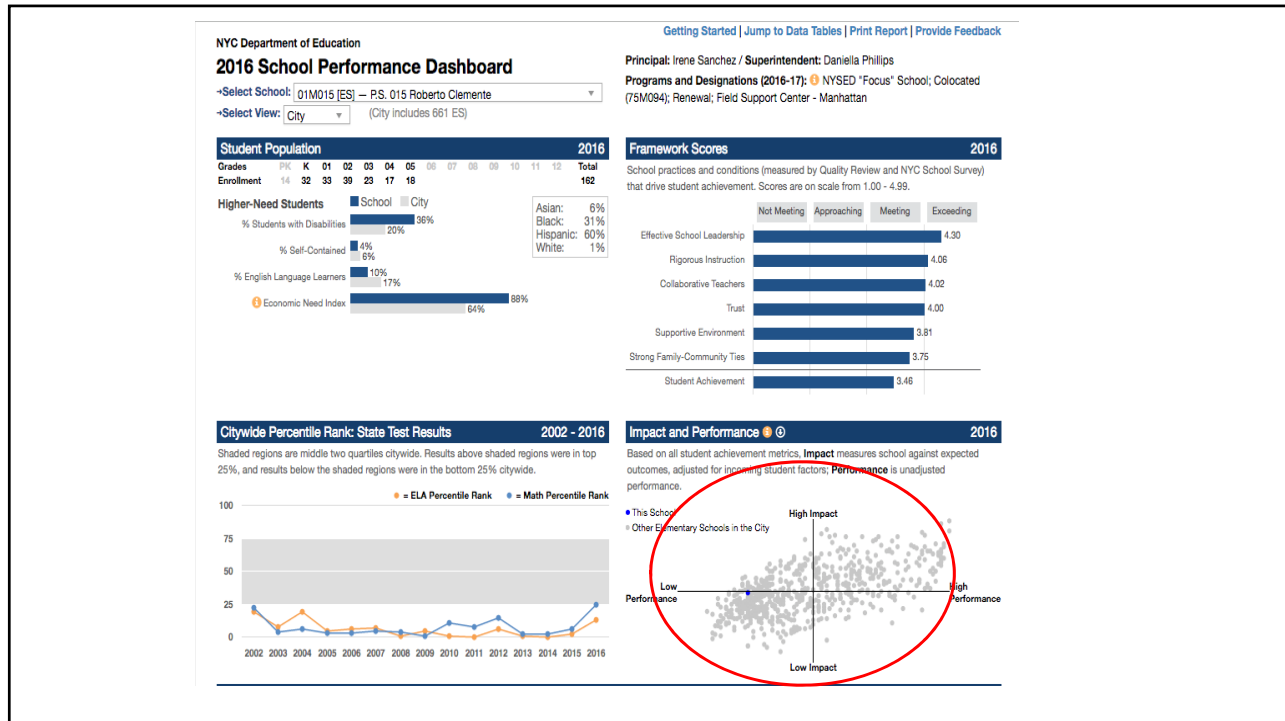 Getting Started | Jump to Data Tables | Print Report | Provide Feedback
NYC Department of Education
2016 School Performance Dashboard
→Select School: 01M015 [ES] — P.S. 015 Roberto Clemente
→Select View: City (City includes 661 ES)
Principal: Irene Sanchez / Superintendent: Daniella Phillips
Programs and Designations (2016-17): NYSED "Focus" School; Colocated
(75M094); Renewal; Field Support Center - Manhattan
Student Population 2016
Grades PK K 01 02 03 04 05 06 07 08 09 10 11 12 Total
Enrollment 14 32 33 39 23 17 18 162
Higher-Need Students School City
% Students with Disabilities 36%
20%
% Self-Contained 4%
6%
% English Language Learners 10%
17%
Economic Need Index 88%
64%
Asian: 6%
Black: 31%
Hispanic: 60%
White: 1%
Framework Scores 2016
School practices and conditions (measured by Quality Review and NYC School Survey)
that drive student achievement. Scores are on scale from 1.00 - 4.99.
Not Meeting Approaching Meeting Exceeding
Effective School Leadership 4.30
Rigorous Instruction 4.06
Collaborative Teachers 4.02
Trust 4.00
Supportive Environment 3.81
Strong Family-Community Ties 3.75
Student Achievement 3.46
Citywide Percentile Rank: State Test Results 2002 - 2016
Shaded regions are middle two quartiles citywide. Results above shaded regions were in top
25%, and results below the shaded regions were in the bottom 25% citywide.
= ELA Percentile Rank = Math Percentile Rank
100
75
50
25
0
2002 2003 2004 2005 2006 2007 2008 2009 2010 2011 2012 2013 2014 2015 2016
Impact and Performance 2016
Based on all student achievement metrics, Impact measures school against expected
outcomes, adjusted for incoming student factors; Performance is unadjusted
performance.
This School
Other Elementary Schools in the City
High Impact
Low
Performance
High
Performance
Low Impact